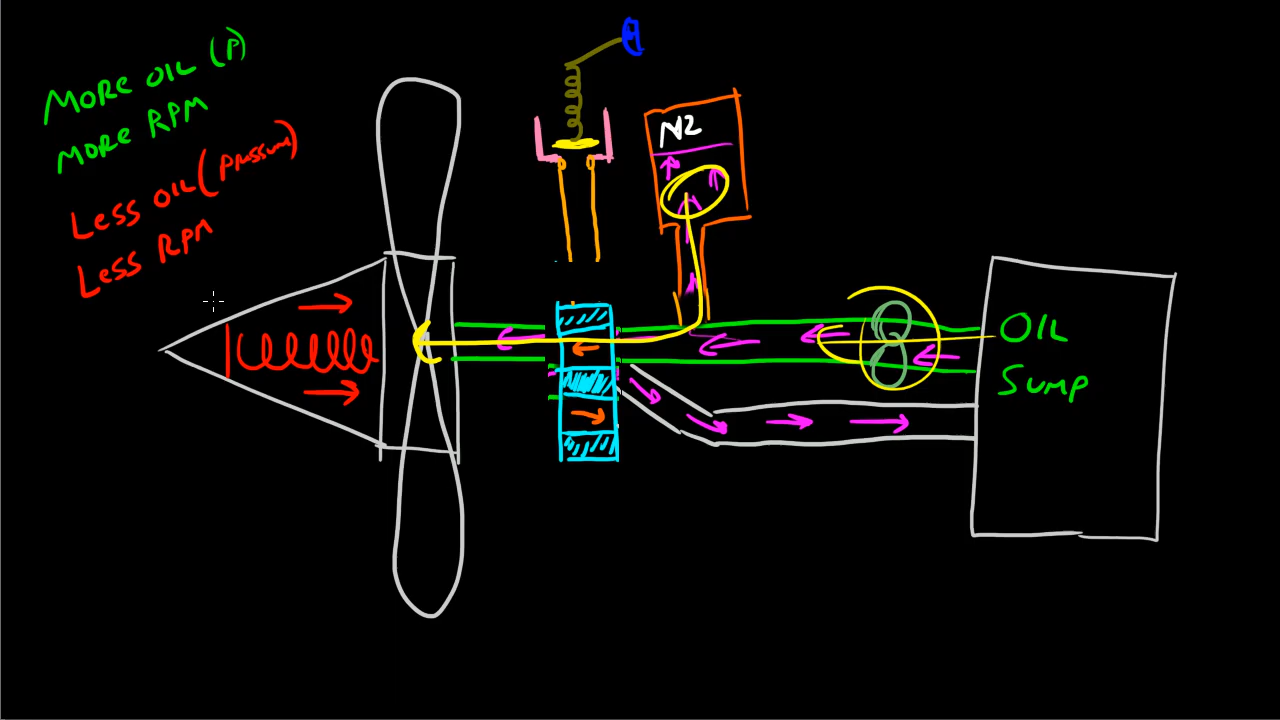 MORE OIL (P)
MORE RPM
LESS OIL (PRESSURE)
LESS RPM
N2
OIL
SUMP